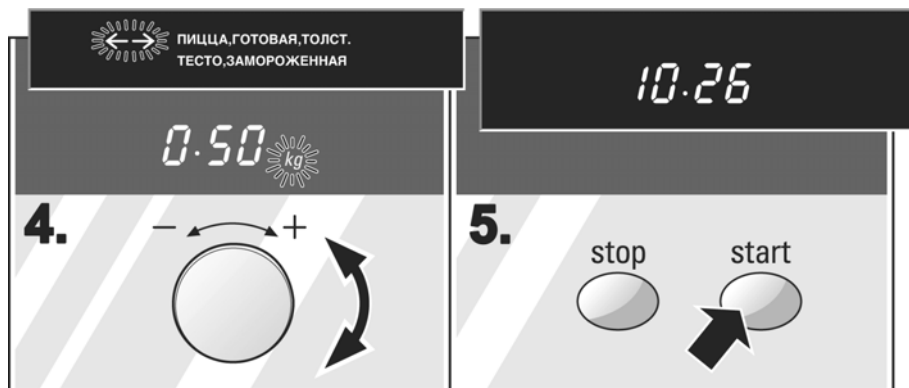 ПИЦЦА,ГОТОВАЯ,ТОЛСТ.
ТЕСТО,ЗАМОРОЖЕННАЯ
0.50 kg
4.
− +
10.26
5.
stop start